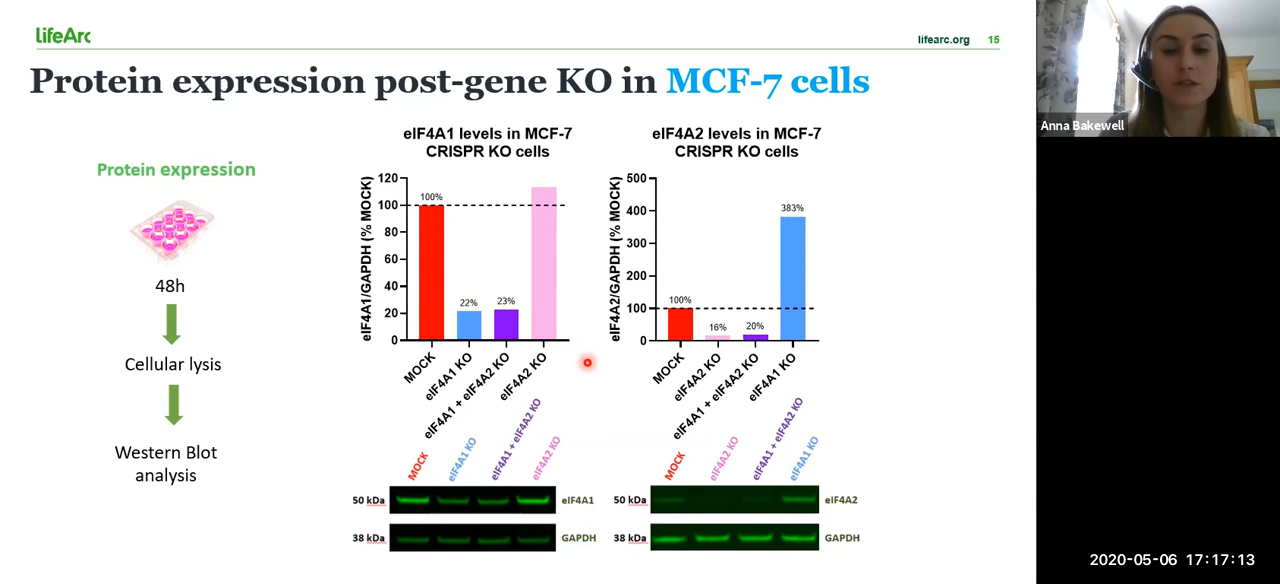 lifeArc
lifearc.org 15
Protein expression post-gene KO in MCF-7 cells
Protein expression
48h
Cellular lysis
Western Blot
analysis
eIF4A1 levels in MCF-7
CRISPR KO cells
eIF4A1/GAPDH (% MOCK)
120
100
80
60
40
20
0
100%
22%
23%
MOCK
eIF4A1 KO
eIF4A1 + eIF4A2 KO
eIF4A2 KO
eIF4A2 levels in MCF-7
CRISPR KO cells
eIF4A2/GAPDH (% MOCK)
500
400
300
200
100
0
100%
16%
20%
383%
MOCK
eIF4A2 KO
eIF4A1 + eIF4A2 KO
eIF4A1 KO
MOCK
eIF4A1 KO
eIF4A1 + eIF4A2 KO
eIF4A2 KO
50 kDa
eIF4A1
38 kDa
GAPDH
MOCK
eIF4A2 KO
eIF4A1 + eIF4A2 KO
eIF4A1 KO
50 kDa
eIF4A2
38 kDa
GAPDH
Anna Bakewell
2020-05-06 17:17:13